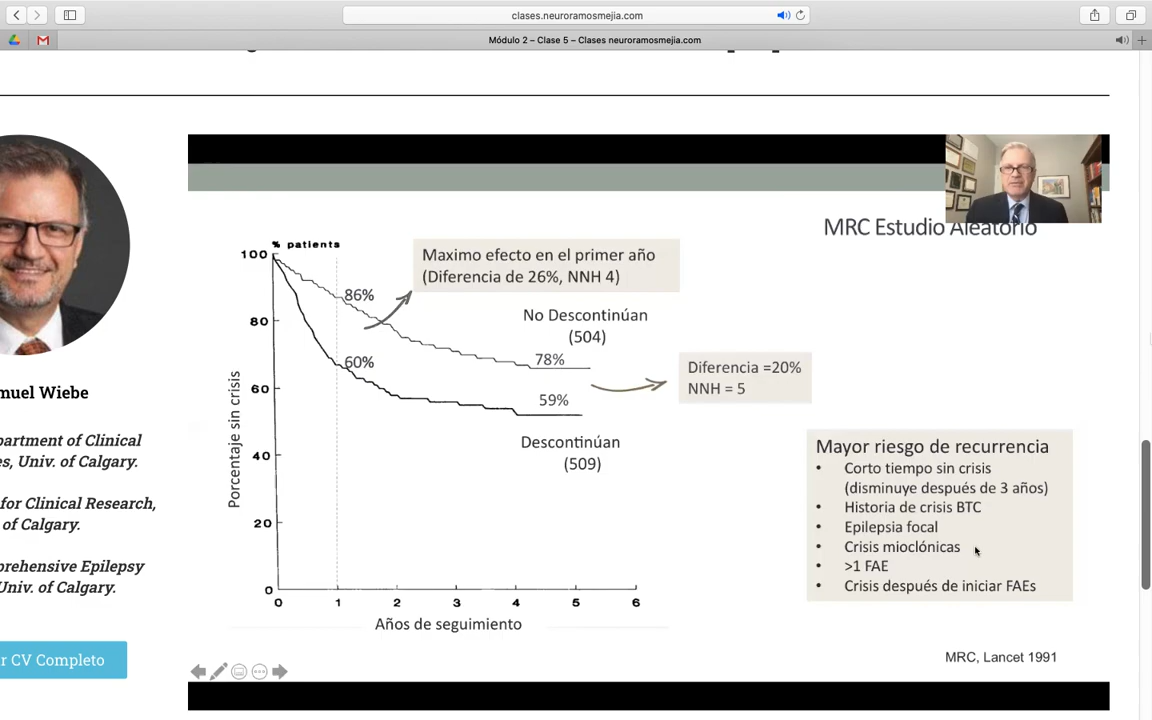 clases.neuroramosmejia.com
Módulo 2 – Clase 5 – Clases neuroramosmejia.com
MRC Estudio Aleatorio
% patients
100
80
60
40
20
0
0 1 2 3 4 5 6
Porcentaje sin crisis
Años de seguimiento
Maximo efecto en el primer año
(Diferencia de 26%, NNH 4)
86%
60%
No Descontinúan
(504)
78%
59%
Descontinúan
(509)
Diferencia =20%
NNH = 5
Mayor riesgo de recurrencia
• Corto tiempo sin crisis
(disminuye después de 3 años)
• Historia de crisis BTC
• Epilepsia focal
• Crisis mioclónicas
• >1 FAE
• Crisis después de iniciar FAEs
MRC, Lancet 1991
muel Wiebe
partment of Clinical
es, Univ. of Calgary.
for Clinical Research,
of Calgary.
prehensive Epilepsy
Univ. of Calgary.
r CV Completo